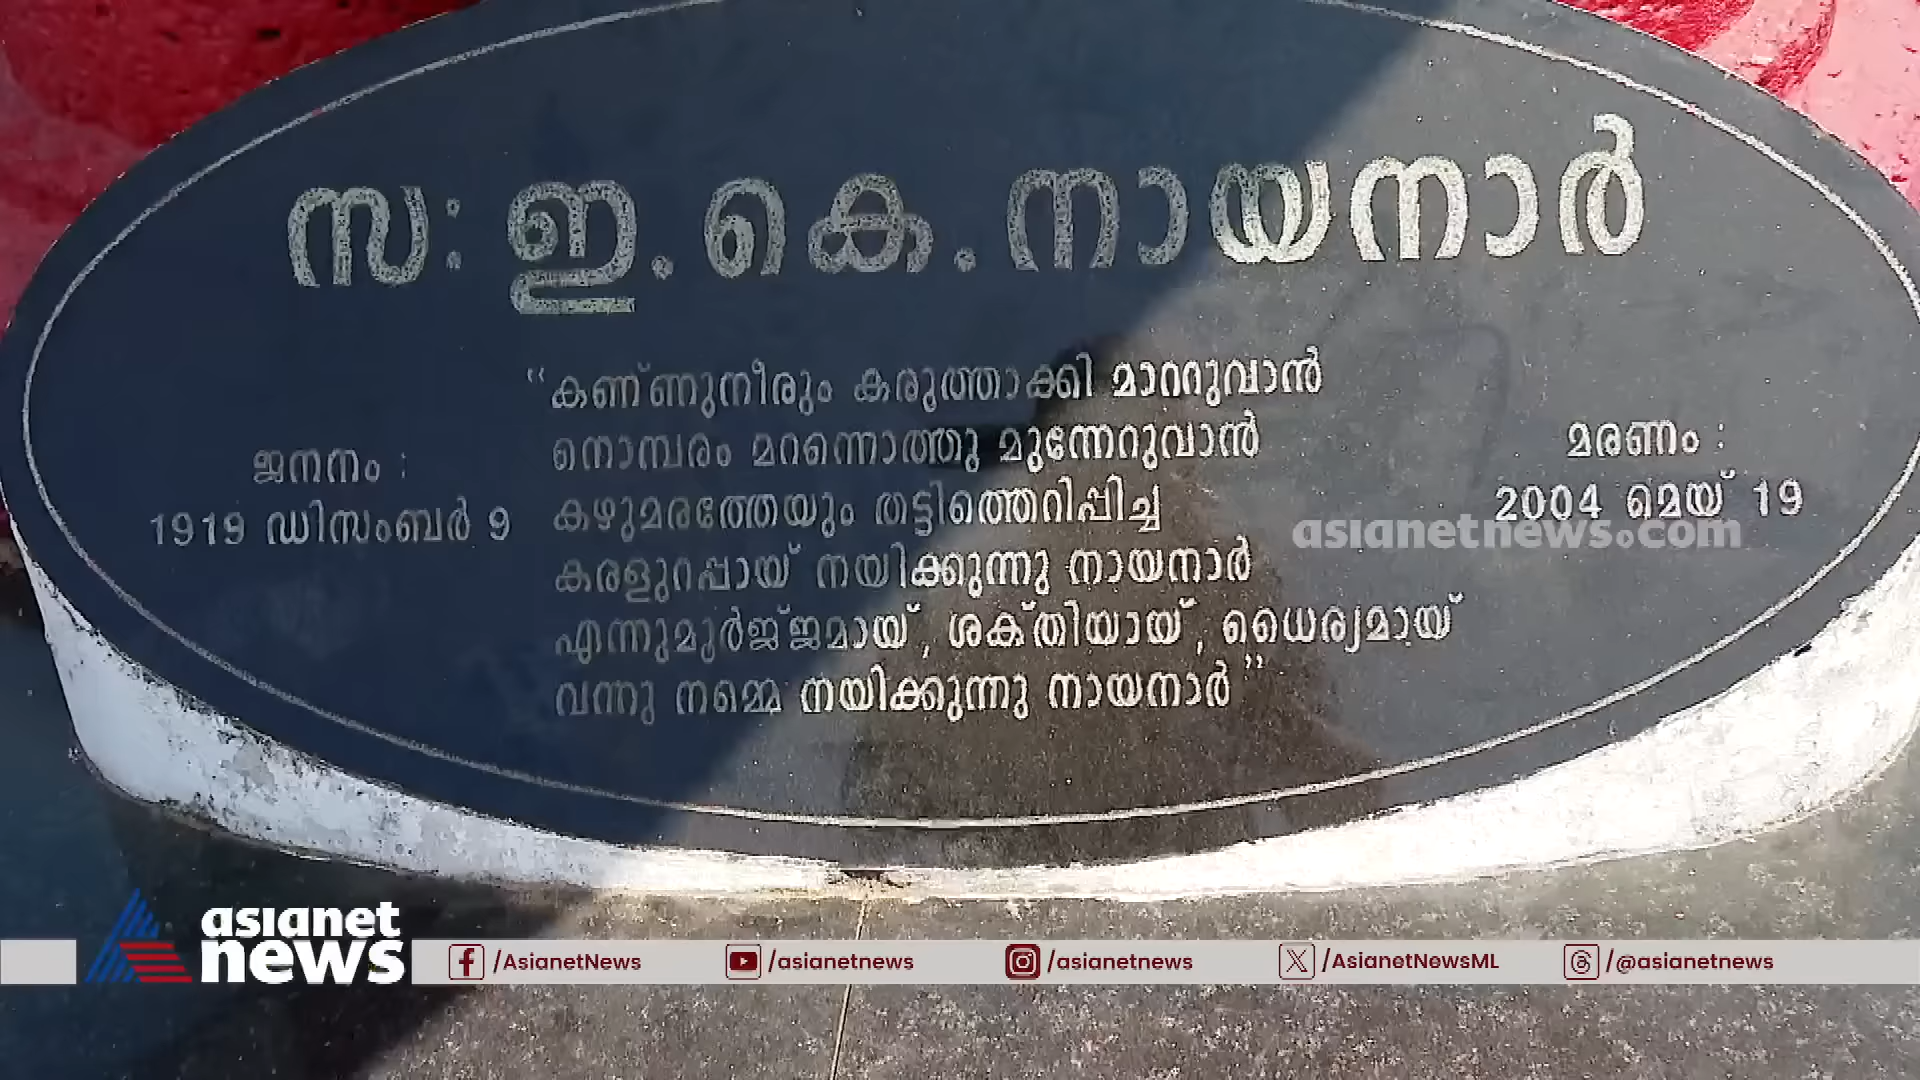 സ: ഇ. കെ. നായനാർ
ജനനം :
1919 ഡിസംബർ 9
“കണ്ണുനീരും കരുത്താക്കി മാററുവാൻ
നൊമ്പരം മറന്നൊത്തു മുന്നേറുവാൻ
കഴുമരത്തേയും തട്ടിത്തെറിപ്പിച്ച
കരളുറപ്പായ് നയിക്കുന്നു നായനാർ
എന്നുമൂർജ്ജമായ്, ശക്തിയായ്, ധൈര്യമായ്
വന്നു നമ്മെ നയിക്കുന്നു നായനാർ”
മരണം :
2004 മെയ് 19
asianetnews.com
asianet
news
/AsianetNews
/asianetnews
/asianetnews
/AsianetNewsML
/@asianetnews